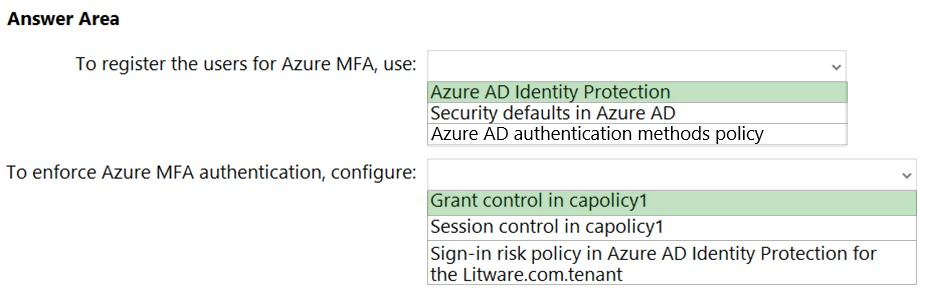 Answer Area
To register the users for Azure MFA, use:
Azure AD Identity Protection
Security defaults in Azure AD
Azure AD authentication methods policy
To enforce Azure MFA authentication, configure:
Grant control in capolicy1
Session control in capolicy1
Sign-in risk policy in Azure AD Identity Protection for
the Litware.com.tenant